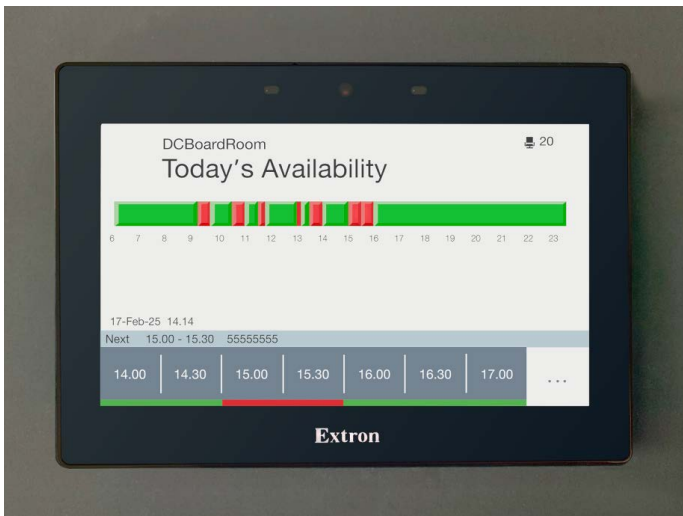 DCBoardRoom
20
Today's Availability
6 7 8 9 10 11 12 13 14 15 16 17 18 19 20 21 22 23
17-Feb-25 14.14
Next 15.00 - 15.30 55555555
14.00 14.30 15.00 15.30 16.00 16.30 17.00 ...
Extron